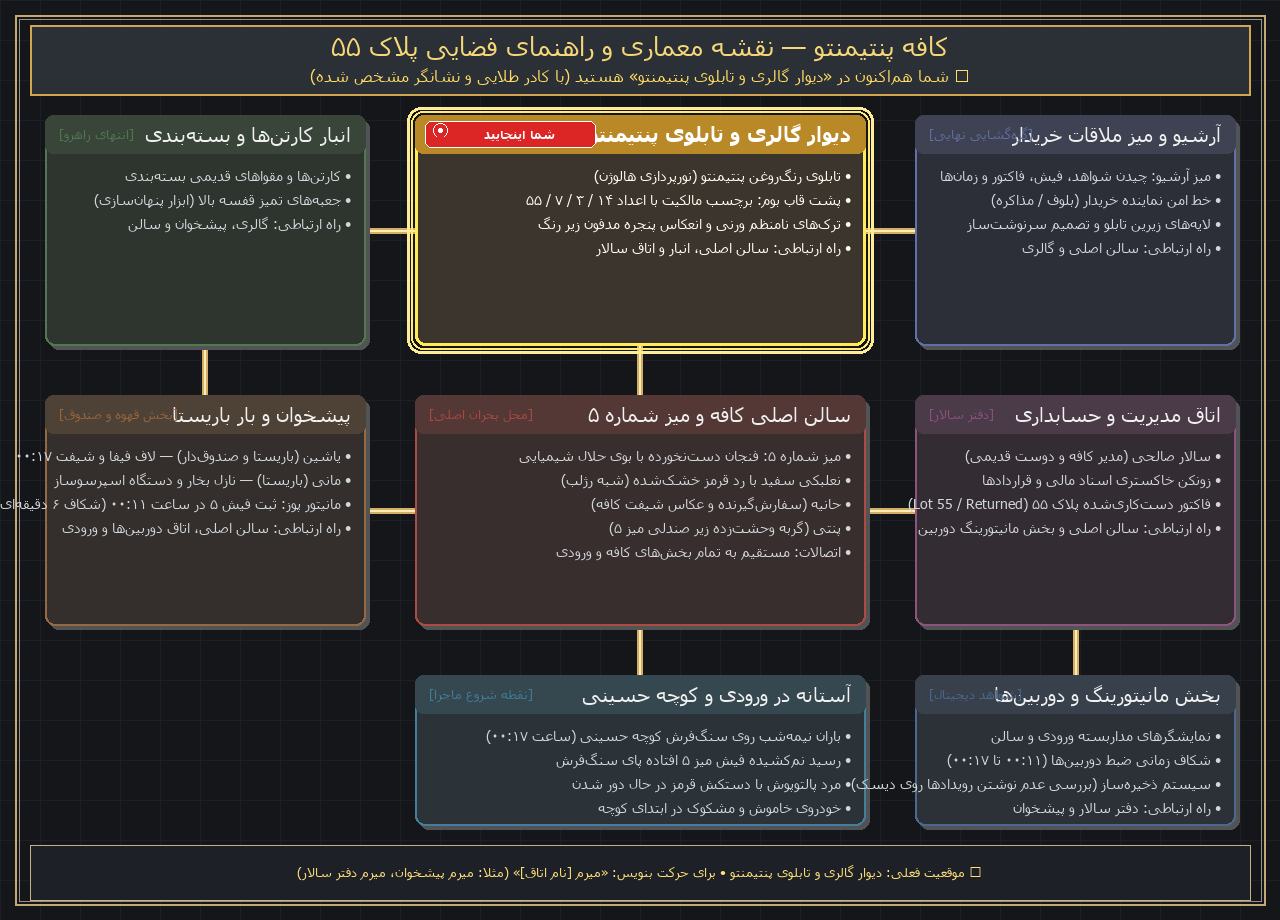 کافه پنتیمنتو — نقشه معماری و راهنمای فضایی پلاک ۵۵
□ شما هم‌اکنون در «دیوار گالری و تابلوی پنتیمنتو» هستید (با کادر طلایی و نشانگر مشخص شده)
آرشیو و میز ملاقات خریدار
• میز آرشیو: چیدن شواهد، فیش، فاکتور و زمان‌ها
• خط امن نماینده خریدار (بلوف / مذاکره)
• لایه‌های زیرین تابلو و تصمیم سرنوشت‌ساز
• راه ارتباطی: سالن اصلی و گالری
دیوار گالری و تابلوی پنتیمنتو
شما اینجایید
• تابلوی رنگ‌روغن پنتیمنتو (نورپردازی هالوژن)
• پشت قاب بوم: برچسب مالکیت با اعداد ۱۴ / ۳ / ۷ / ۵۵
• ترک‌های نامنظم ورنی و انعکاس پنجره مدفون زیر رنگ
• راه ارتباطی: سالن اصلی، انبار و اتاق سالار
انبار کارتن‌ها و بسته‌بندی [انتهای راهرو]
• کارتن‌ها و مقواهای قدیمی بسته‌بندی
• جعبه‌های تمیز قفسه بالا (ابزار پنهان‌سازی)
• راه ارتباطی: گالری، پیشخوان و سالن
اتاق مدیریت و حسابداری [دفتر سالار]
• سالار صالحی (مدیر کافه و دوست قدیمی)
• زونکن خاکستری اسناد مالی و قراردادها
• فاکتور دست‌کاری‌شده پلاک ۵۵ (Lot 55 / Returned)
• راه ارتباطی: سالن اصلی و بخش مانیتورینگ دوربین
سالن اصلی کافه و میز شماره ۵ [محل بحران اصلی]
• میز شماره ۵: فنجان دست‌نخورده با بوی حلال شیمیایی
• نعلبکی سفید با رد قرمز خشک‌شده (شبه رژلب)
• حانیه (سفارش‌گیرنده و عکاس شیفت کافه)
• پنتی (گربه وحشت‌زده زیر صندلی میز ۵)
• اتصالات: مستقیم به تمام بخش‌های کافه و ورودی
پیشخوان و بار باریستا [بخش قهوه و صندوق]
• یاشین (باریستا و صندوق‌دار) — لاف فیفا و شیفت ۰۰:۱۷
• مانی (باریستا) — نازل بخار و دستگاه اسپرسوساز
• مانیتور پوز: ثبت فیش ۵ در ساعت ۰۰:۱۱ (شکاف ۶ دقیقه‌ای
• راه ارتباطی: سالن اصلی، اتاق دوربین‌ها و ورودی
بخش مانیتورینگ و دوربین‌ها
• نمایشگرهای مداربسته ورودی و سالن
• شکاف زمانی ضبط دوربین‌ها (۰۰:۱۱ تا ۰۰:۱۷)
• سیستم ذخیره‌ساز (بررسی عدم نوشتن رویدادها روی دیسک)
• راه ارتباطی: دفتر سالار و پیشخوان
آستانه در ورودی و کوچه حسینی [نقطه شروع ماجرا]
• باران نیمه‌شب روی سنگ‌فرش کوچه حسینی (ساعت ۰۰:۱۷)
• رسید نم‌کشیده فیش میز ۵ افتاده پای سنگ‌فرش
• مرد پالتوپوش با دستکش قرمز در حال دور شدن
• خودروی خاموش و مشکوک در ابتدای کوچه
□ موقعیت فعلی: دیوار گالری و تابلوی پنتیمنتو • برای حرکت بنویس: «میرم [نام اتاق]» (مثلا: میرم پیشخوان، میرم دفتر سالار)